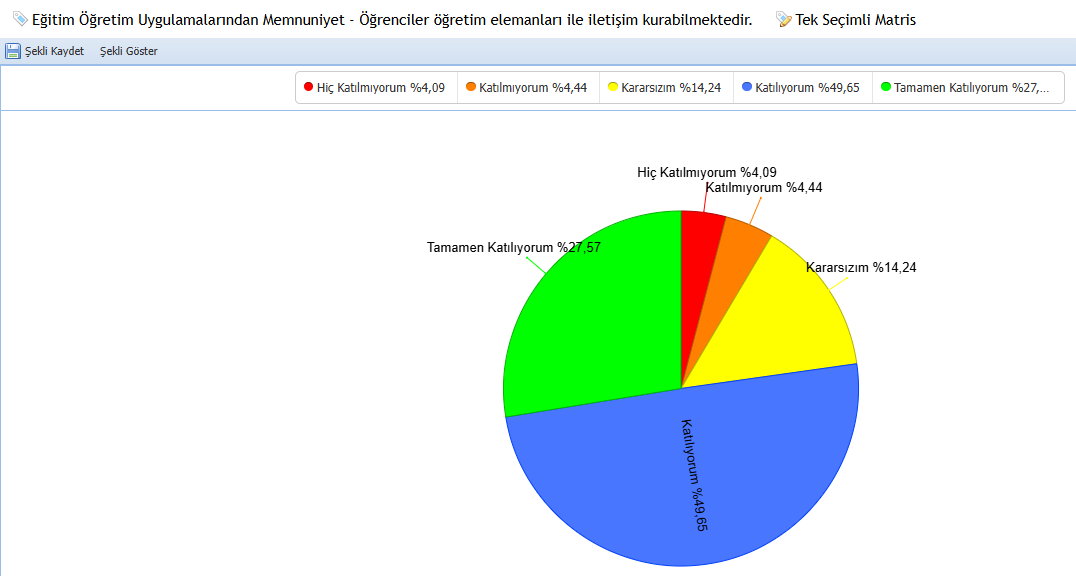 Eğitim Öğretim Uygulamalarından Memnuniyet - Öğrenciler öğretim elemanları ile iletişim kurabilmektedir. Tek Seçimli Matris
Şekli Kaydet Şekli Göster
Hiç Katılmıyorum %4,09 Katılmıyorum %4,44 Kararsızım %14,24 Katılıyorum %49,65 Tamamen Katılıyorum %27,...
Hiç Katılmıyorum %4,09
Katılmıyorum %4,44
Tamamen Katılıyorum %27,57
Kararsızım %14,24
Katılıyorum %49,65